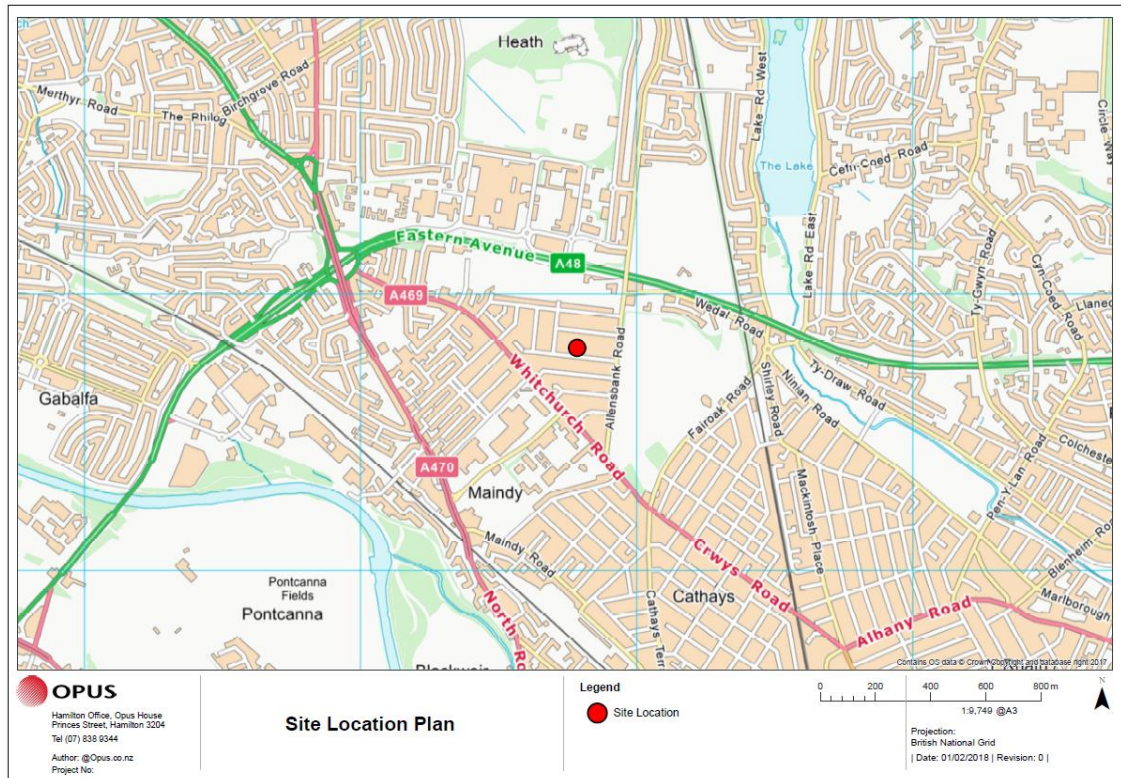 Heath
Birchgrove Road
Merthyr Road
The Philog
Lake Rd West
The Lake
Cefn-Coed Road
Circle Way
Eastern Avenue
A48
Lake Rd East
Ty-Gwyn Road
Cyn-Coed Road
Llaned
A469
Wedal Road
Allensbank Road
Whitchurch Road
Gabalfa
Fairoak Road
Shirley Road
Ninian Road
Ty-Draw Road
Colchester
Pen-Y-Lan Road
A470
Maindy
Maindy Road
Mackintosh Place
Crwys Road
Blenheim Ro
Marlborough
Pontcanna
Fields
Pontcanna
North Ro
Cathays
Cathays Terr
Albany Road
Blackweir
Contains OS data © Crown Copyright and database right 2017
OPUS
Hamilton Office, Opus House
Princes Street, Hamilton 3204
Tel (07) 838 9344
Author: @Opus.co.nz
Project No:
Site Location Plan
Legend
Site Location
0 200 400 600 800 m
N
1:9,749 @A3
Projection:
British National Grid
| Date: 01/02/2018 | Revision: 0 |